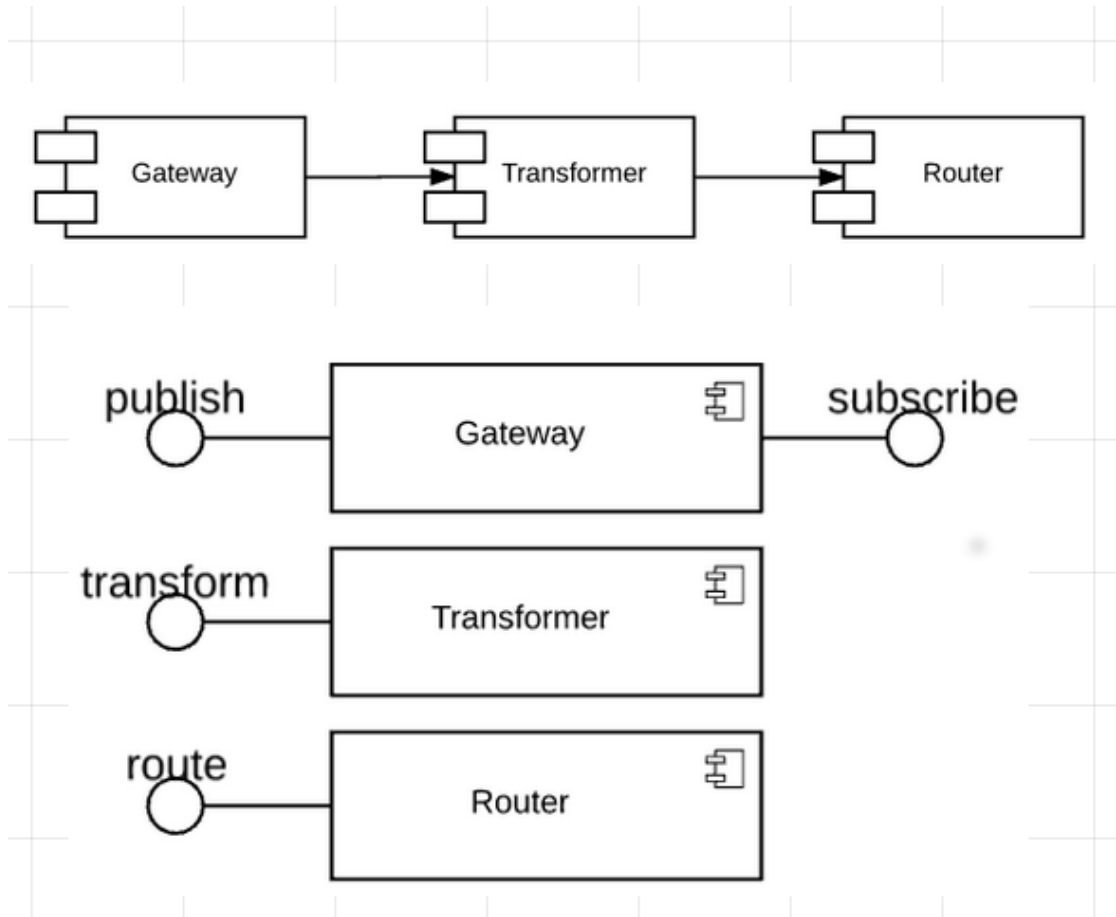 Gateway Transformer Router
publish subscribe
Gateway
transform
Transformer
route
Router